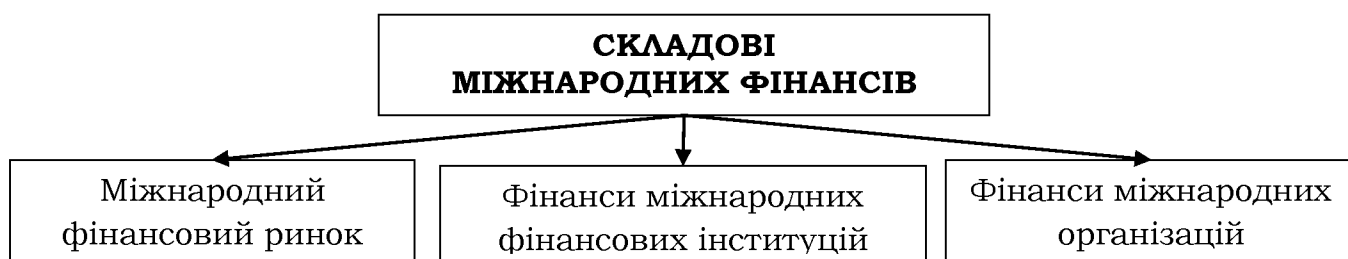 СКЛАДОВІ
МІЖНАРОДНИХ ФІНАНСІВ
Міжнародний
фінансовий ринок
Фінанси міжнародних
фінансових інституцій
Фінанси міжнародних
організацій